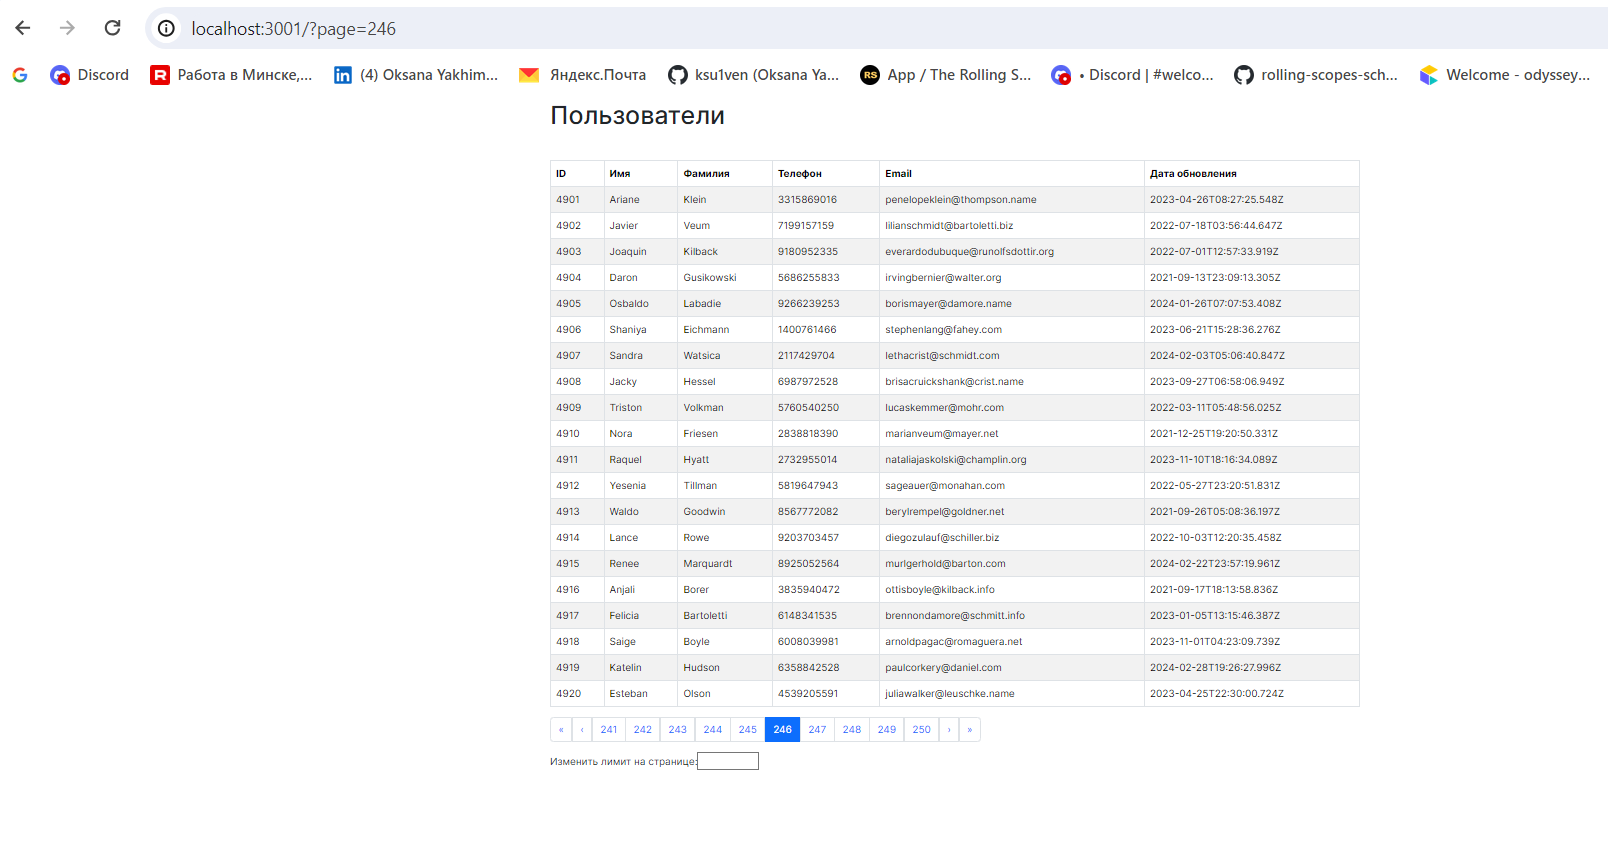 localhost:3001/?page=246
Discord Работа в Минске,... (4) Oksana Yakhim... Яндекс.Почта ksu1ven (Oksana Ya... App / The Rolling S... • Discord | #welco... rolling-scopes-sch... Welcome - odyssey...
Пользователи
ID Имя Фамилия Телефон Email Дата обновления
4901 Ariane Klein 3315869016 penelopeklein@thompson.name 2023-04-26T08:27:25.548Z
4902 Javier Veum 7199157159 lilianschmidt@bartoletti.biz 2022-07-18T03:56:44.647Z
4903 Joaquin Kilback 9180952335 everardodubuque@runolfsdottir.org 2022-07-01T12:57:33.919Z
4904 Daron Gusikowski 5686255833 irvingbernier@walter.org 2021-09-13T23:09:13.305Z
4905 Osbaldo Labadie 9266239253 borismayer@damore.name 2024-01-26T07:07:53.408Z
4906 Shaniya Eichmann 1400761466 stephenlang@fahey.com 2023-06-21T15:28:36.276Z
4907 Sandra Watsica 2117429704 lethacrist@schmidt.com 2024-02-03T05:06:40.847Z
4908 Jacky Hessel 6987972528 brisacruickshank@crist.name 2023-09-27T06:58:06.949Z
4909 Triston Volkman 5760540250 lucaskemmer@mohr.com 2022-03-11T05:48:56.025Z
4910 Nora Friesen 2838818390 marianveum@mayer.net 2021-12-25T19:20:50.331Z
4911 Raquel Hyatt 2732955014 nataliajaskolski@champlin.org 2023-11-10T18:16:34.089Z
4912 Yesenia Tillman 5819647943 sageauer@monahan.com 2022-05-27T23:20:51.831Z
4913 Waldo Goodwin 8567772082 berylrempel@goldner.net 2021-09-26T05:08:36.197Z
4914 Lance Rowe 9203703457 diegozulauf@schiller.biz 2022-10-03T12:20:35.458Z
4915 Renee Marquardt 8925052564 murlgerhold@barton.com 2024-02-22T23:57:19.961Z
4916 Anjali Borer 3835940472 ottisboyle@kilback.info 2021-09-17T18:13:58.836Z
4917 Felicia Bartoletti 6148341535 brennondamore@schmitt.info 2023-01-05T13:15:46.387Z
4918 Saige Boyle 6008039981 arnoldpagac@romaguera.net 2023-11-01T04:23:09.739Z
4919 Katelin Hudson 6358842528 paulcorkery@daniel.com 2024-02-28T19:26:27.996Z
4920 Esteban Olson 4539205591 juliawalker@leuschke.name 2023-04-25T22:30:00.724Z
« ‹ 241 242 243 244 245 246 247 248 249 250 › »
Изменить лимит на странице: